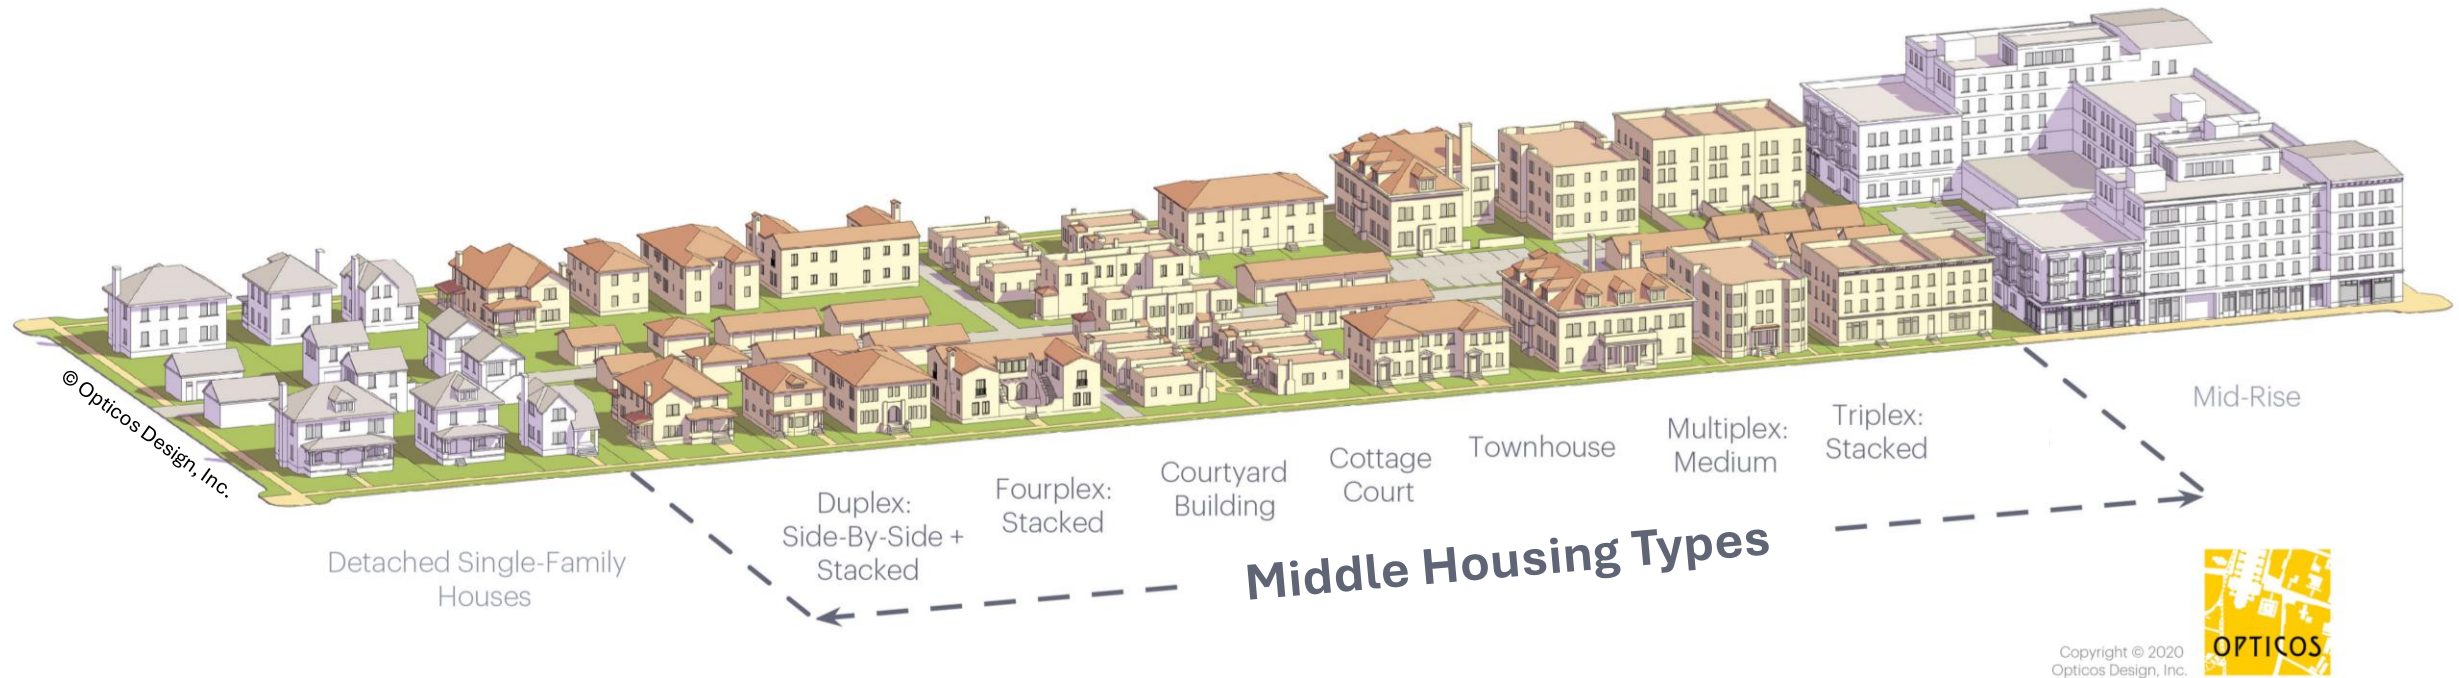 © Opticos Design, Inc.
Detached Single-Family
Houses
Duplex:
Side-By-Side +
Stacked
Fourplex:
Stacked
Courtyard
Building
Cottage
Court
Townhouse
Multiplex:
Medium
Triplex:
Stacked
Mid-Rise
Middle Housing Types
Copyright © 2020
Opticos Design, Inc.
OPTICOS